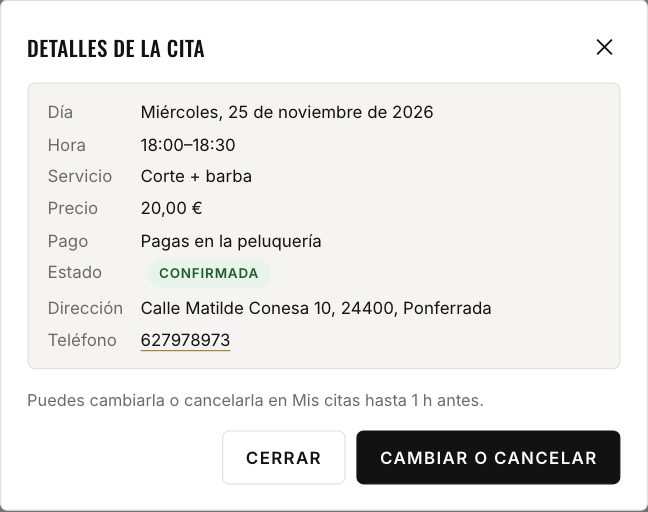 DETALLES DE LA CITA
Día Miércoles, 25 de noviembre de 2026
Hora 18:00–18:30
Servicio Corte + barba
Precio 20,00 €
Pago Pagas en la peluquería
Estado CONFIRMADA
Dirección Calle Matilde Conesa 10, 24400, Ponferrada
Teléfono 627978973
Puedes cambiarla o cancelarla en Mis citas hasta 1 h antes.
CERRAR CAMBIAR O CANCELAR